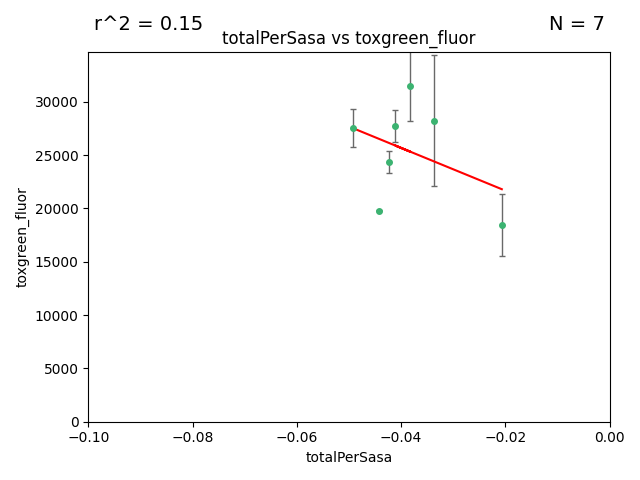 r^2 = 0.15
N = 7
totalPerSasa vs toxgreen_fluor
30000
25000
20000
15000
10000
5000
0
toxgreen_fluor
−0.10 −0.08 −0.06 −0.04 −0.02 0.00
totalPerSasa